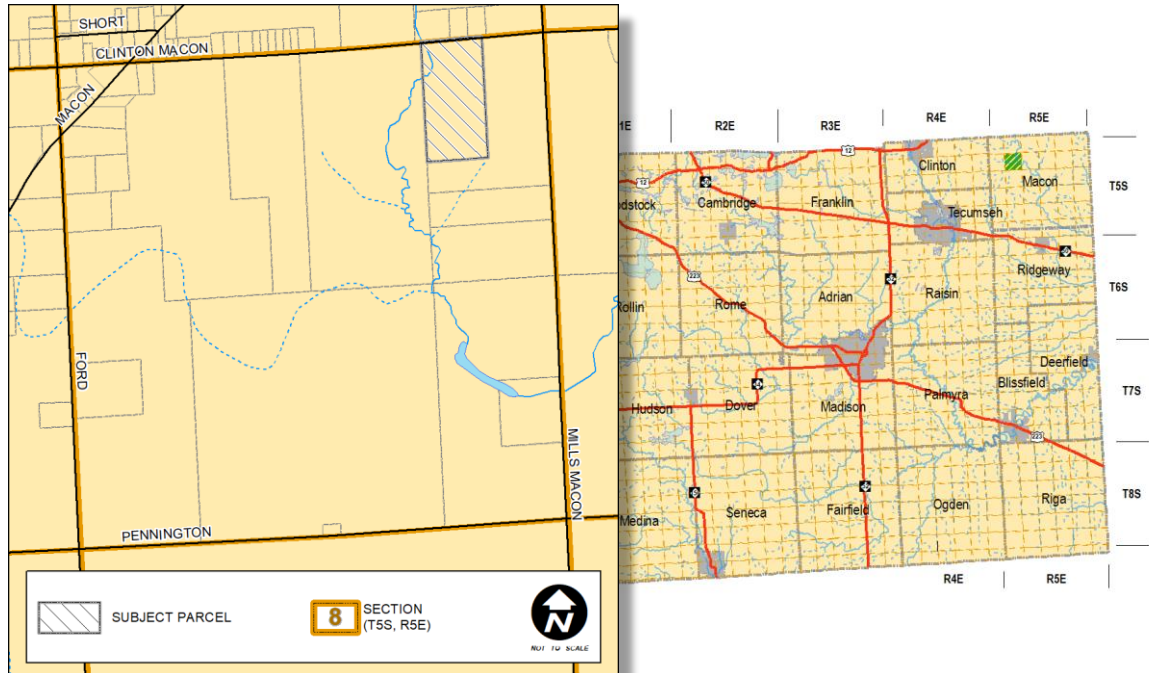 SHORT
CLINTON MACON
MACON
FORD
MILLS MACON
PENNINGTON
SUBJECT PARCEL
8
SECTION
(T5S, R5E)
N
NOT TO SCALE
1E
R2E
R3E
R4E
R5E
12
Clinton
T5S
12
dstock
Cambridge
Franklin
Macon
Tecumseh
Ridgeway
T6S
223
Rollin
Rome
Adrian
Raisin
Deerfield
Blissfield
T7S
Hudson
Dover
Madison
Palmyra
223
Medina
Seneca
Fairfield
Ogden
Riga
T8S
R4E
R5E